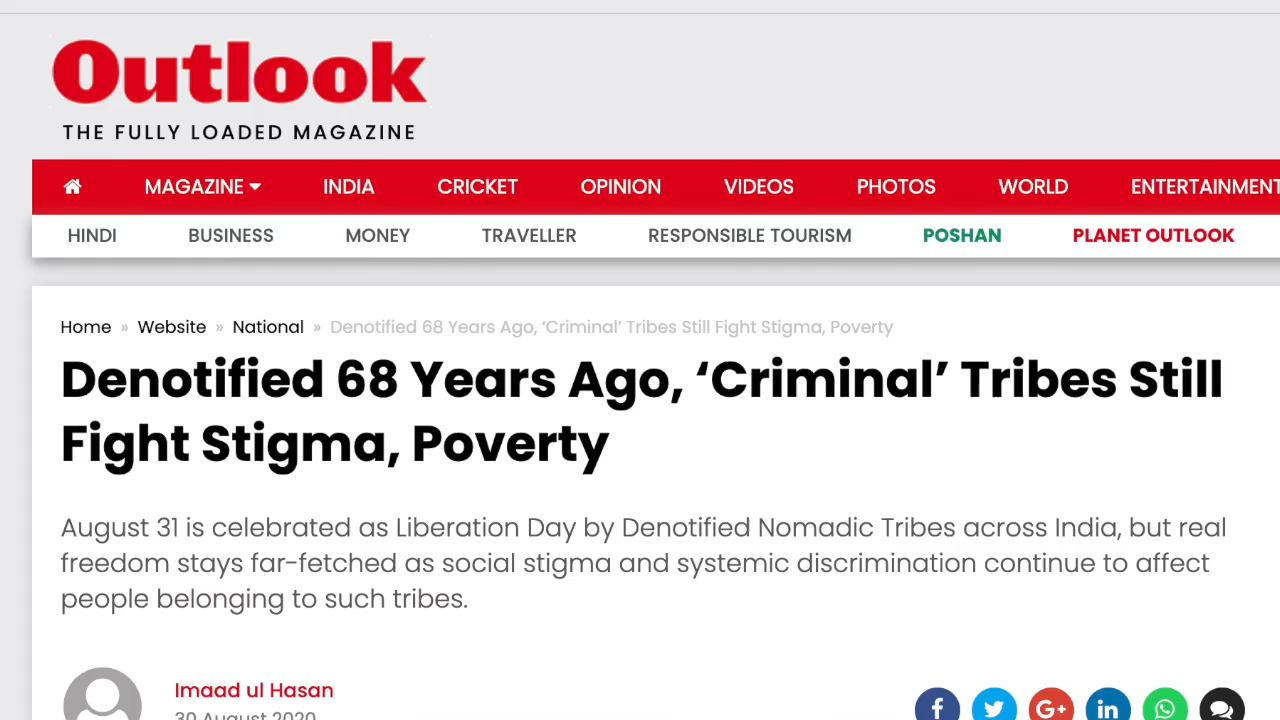 Outlook
THE FULLY LOADED MAGAZINE
MAGAZINE INDIA CRICKET OPINION VIDEOS PHOTOS WORLD ENTERTAINMENT
HINDI BUSINESS MONEY TRAVELLER RESPONSIBLE TOURISM POSHAN PLANET OUTLOOK
Home » Website » National » Denotified 68 Years Ago, ‘Criminal’ Tribes Still Fight Stigma, Poverty
Denotified 68 Years Ago, ‘Criminal’ Tribes Still
Fight Stigma, Poverty
August 31 is celebrated as Liberation Day by Denotified Nomadic Tribes across India, but real
freedom stays far-fetched as social stigma and systemic discrimination continue to affect
people belonging to such tribes.
Imaad ul Hasan
30 August 2020